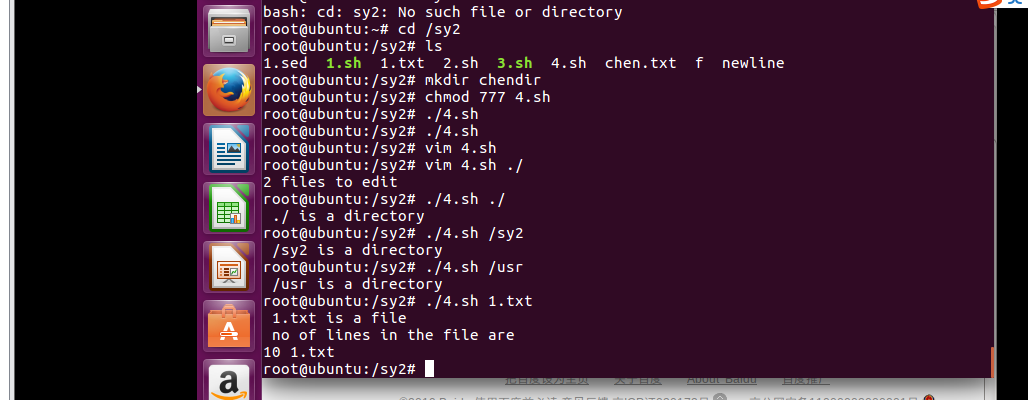 bash: cd: sy2: No such file or directory
root@ubuntu:~# cd /sy2
root@ubuntu:/sy2# ls
1.sed  1.sh  1.txt  2.sh  3.sh  4.sh  chen.txt  f  newline
root@ubuntu:/sy2# mkdir chendir
root@ubuntu:/sy2# chmod 777 4.sh
root@ubuntu:/sy2# ./4.sh
root@ubuntu:/sy2# ./4.sh
root@ubuntu:/sy2# vim 4.sh
root@ubuntu:/sy2# vim 4.sh ./
2 files to edit
root@ubuntu:/sy2# ./4.sh ./
 ./ is a directory
root@ubuntu:/sy2# ./4.sh /sy2
 /sy2 is a directory
root@ubuntu:/sy2# ./4.sh /usr
 /usr is a directory
root@ubuntu:/sy2# ./4.sh 1.txt
 1.txt is a file
 no of lines in the file are
10 1.txt
root@ubuntu:/sy2#
About Baidu